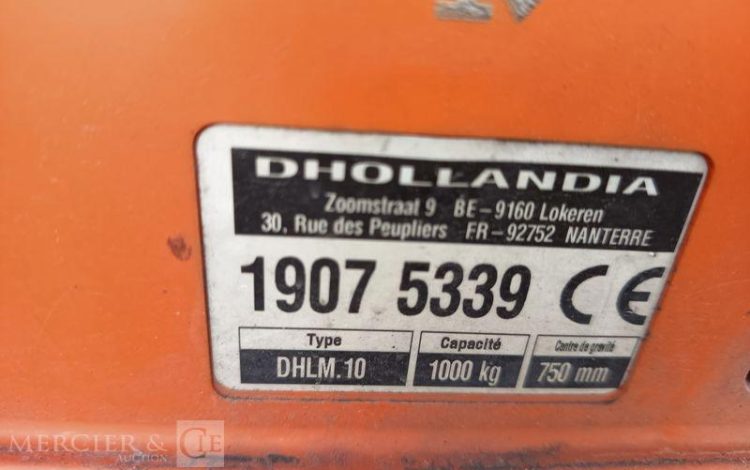 DHOLLANDIA
Zoomstraat 9 BE-9160 Lokeren
30, Rue des Peupliers FR-92752 NANTERRE
1907 5339 CE
Type Capacité Centre de gravité
DHLM.10 1000 kg 750 mm
MERCIER & CIE
AUCTION